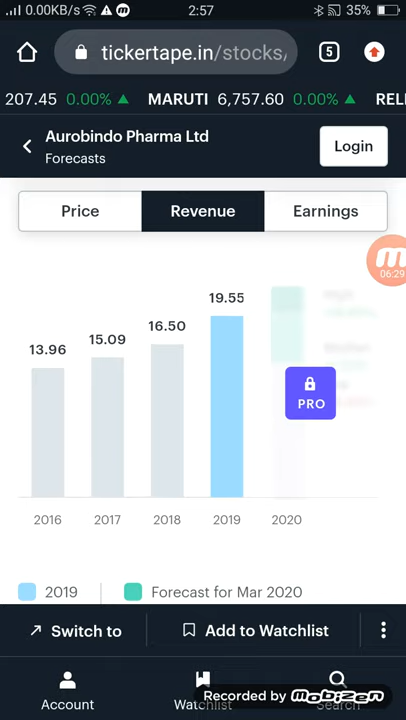 0.00KB/s 2:57 35%
tickertape.in/stocks, 5
207.45 0.00% ▲ MARUTI 6,757.60 0.00% ▲ REL
Aurobindo Pharma Ltd
Forecasts
Login
Price Revenue Earnings
06:29
19.55
16.50
15.09
13.96
PRO
2016 2017 2018 2019 2020
2019 Forecast for Mar 2020
Switch to Add to Watchlist
Account Watchlist Search
Recorded by MOBIZEN